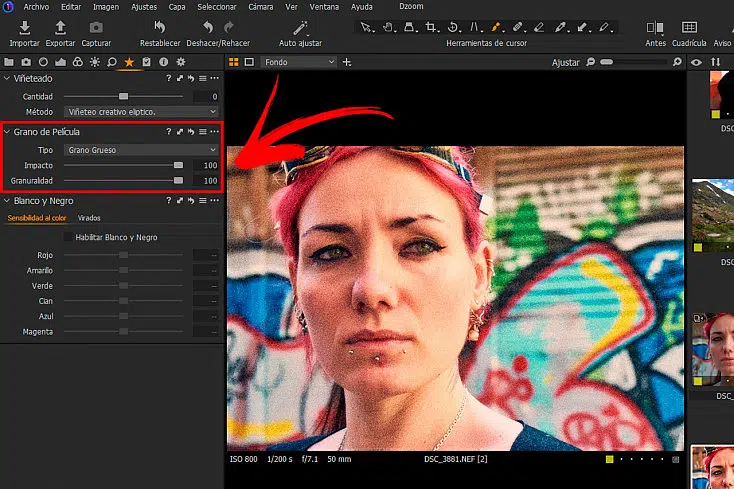 Archivo Editar Imagen Ajustes Capa Seleccionar Cámara Ver Ventana Ayuda Dzoom
Importar Exportar Capturar Restablecer Deshacer/Rehacer Auto ajustar Herramientas de cursor Antes Cuadrícula Aviso
Fondo Ajustar
Viñeteado
Cantidad 0
Método Viñeteo creativo elíptico.
Grano de Película
Tipo Grano Grueso
Impacto 100
Granuralidad 100
Blanco y Negro
Sensibilidad al color Virados
Habilitar Blanco y Negro
Rojo --
Amarillo --
Verde --
Cian --
Azul --
Magenta --
ISO 800 1/200 s f/7.1 50 mm DSC_3881.NEF [2]
DSC
DSC
DSC_